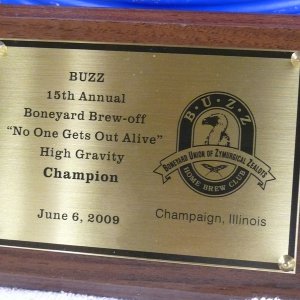 BUZZ
15th Annual
Boneyard Brew-off
“No One Gets Out Alive”
High Gravity
Champion
June 6, 2009
B·U·Z·Z
BONEYARD UNION OF ZYMURGICAL ZEALOTS
HOME BREW CLUB
Champaign, Illinois